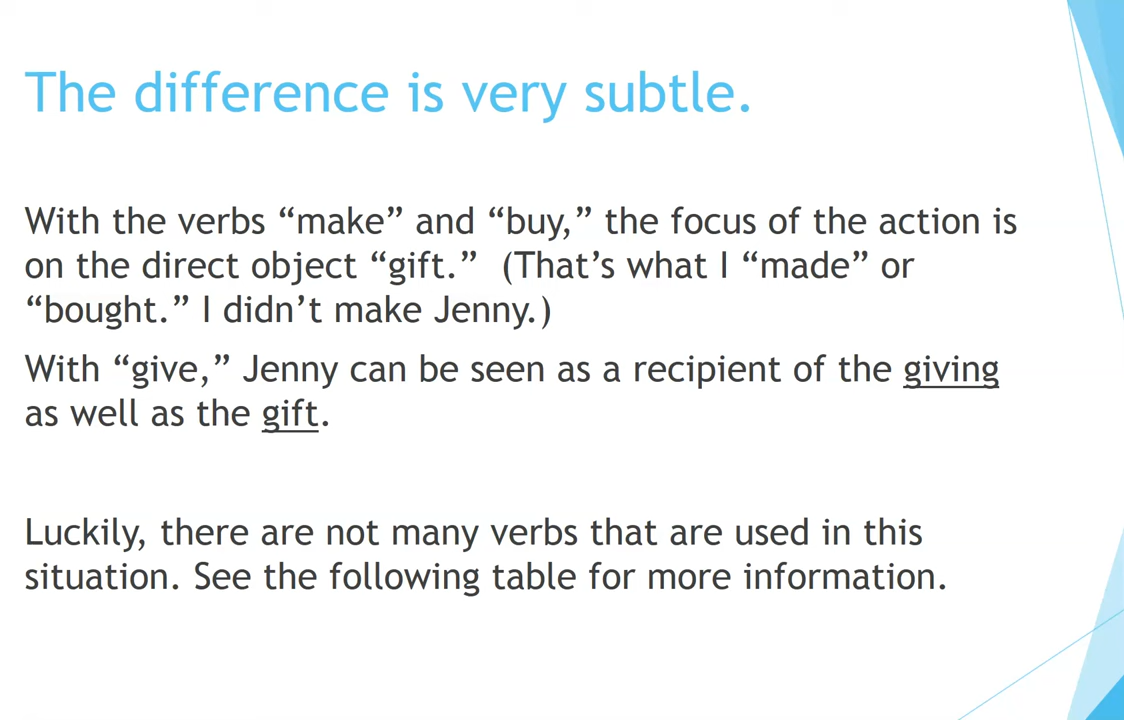 The difference is very subtle.
With the verbs “make” and “buy,” the focus of the action is
on the direct object “gift.”  (That’s what I “made” or
“bought.” I didn’t make Jenny.)
With “give,” Jenny can be seen as a recipient of the giving
as well as the gift.
Luckily, there are not many verbs that are used in this
situation. See the following table for more information.